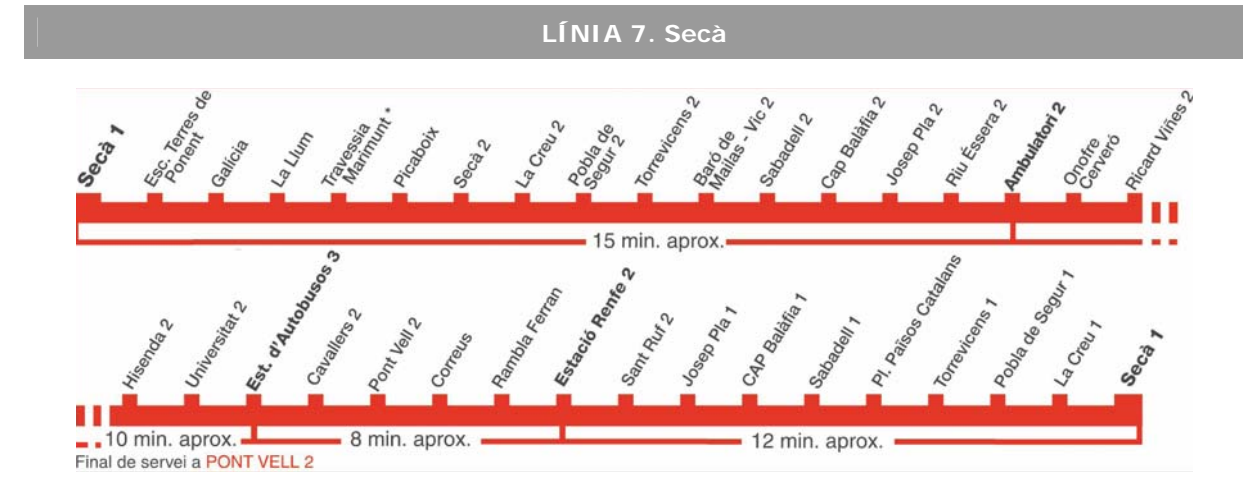 LÍNIA 7. Secà
Secà 1
Esc. Terres de
Ponent
Galícia
La Llum
Travessia
Marimunt *
Picaboix
Secà 2
La Creu 2
Pobla de
Segur 2
Torrevicens 2
Baró de
Mailas - Vic 2
Sabadell 2
Cap Balàfia 2
Josep Pla 2
Riu Éssera 2
Ambulatori 2
Onofre
Cerveró
Ricard Viñes 2
15 min. aprox.
Hisenda 2
Universitat 2
Est. d'Autobusos 3
Cavallers 2
Pont Vell 2
Correus
Rambla Ferran
Estació Renfe 2
Sant Ruf 2
Josep Pla 1
CAP Balàfia 1
Sabadell 1
Pl. Països Catalans
Torrevicens 1
Pobla de Segur 1
La Creu 1
Secà 1
10 min. aprox.
8 min. aprox.
12 min. aprox.
Final de servei a PONT VELL 2